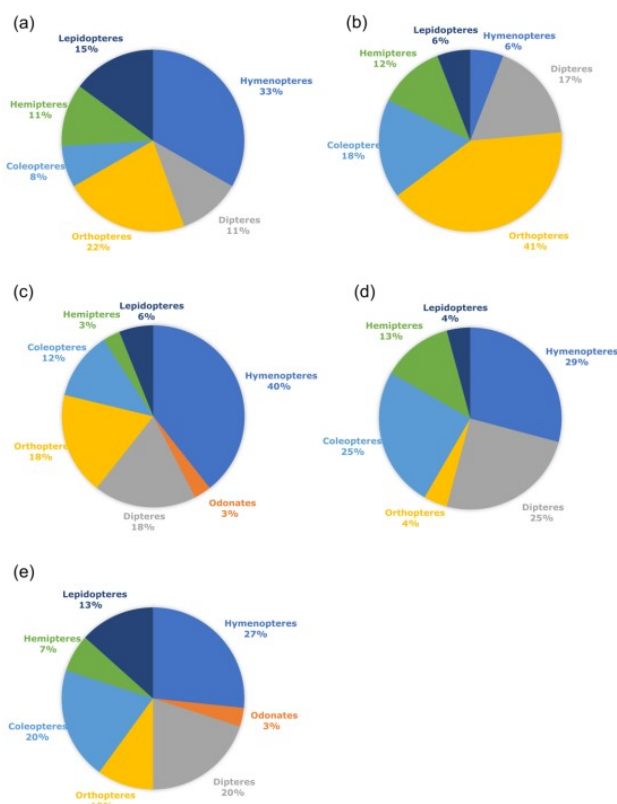 (a)
Lepidopteres
15%
Hymenopteres
33%
Hemipteres
11%
Coleopteres
8%
Dipteres
11%
Orthopteres
22%
(b)
Lepidopteres
6%
Hymenopteres
6%
Hemipteres
12%
Dipteres
17%
Coleopteres
18%
Orthopteres
41%
(c)
Lepidopteres
6%
Hemipteres
3%
Coleopteres
12%
Hymenopteres
40%
Orthopteres
18%
Dipteres
18%
Odonates
3%
(d)
Lepidopteres
4%
Hemipteres
13%
Hymenopteres
29%
Coleopteres
25%
Orthopteres
4%
Dipteres
25%
(e)
Lepidopteres
13%
Hymenopteres
27%
Hemipteres
7%
Odonates
3%
Coleopteres
20%
Dipteres
20%
Orthopteres